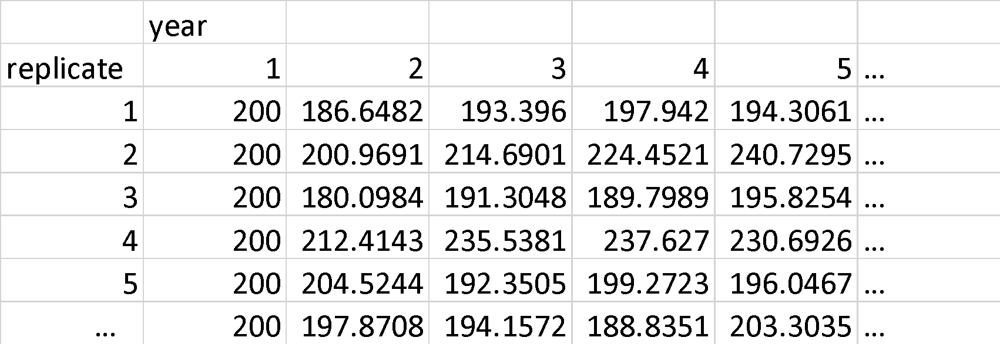 year
replicate 1 2 3 4 5 ...
1 200 186.6482 193.396 197.942 194.3061 ...
2 200 200.9691 214.6901 224.4521 240.7295 ...
3 200 180.0984 191.3048 189.7989 195.8254 ...
4 200 212.4143 235.5381 237.627 230.6926 ...
5 200 204.5244 192.3505 199.2723 196.0467 ...
... 200 197.8708 194.1572 188.8351 203.3035 ...